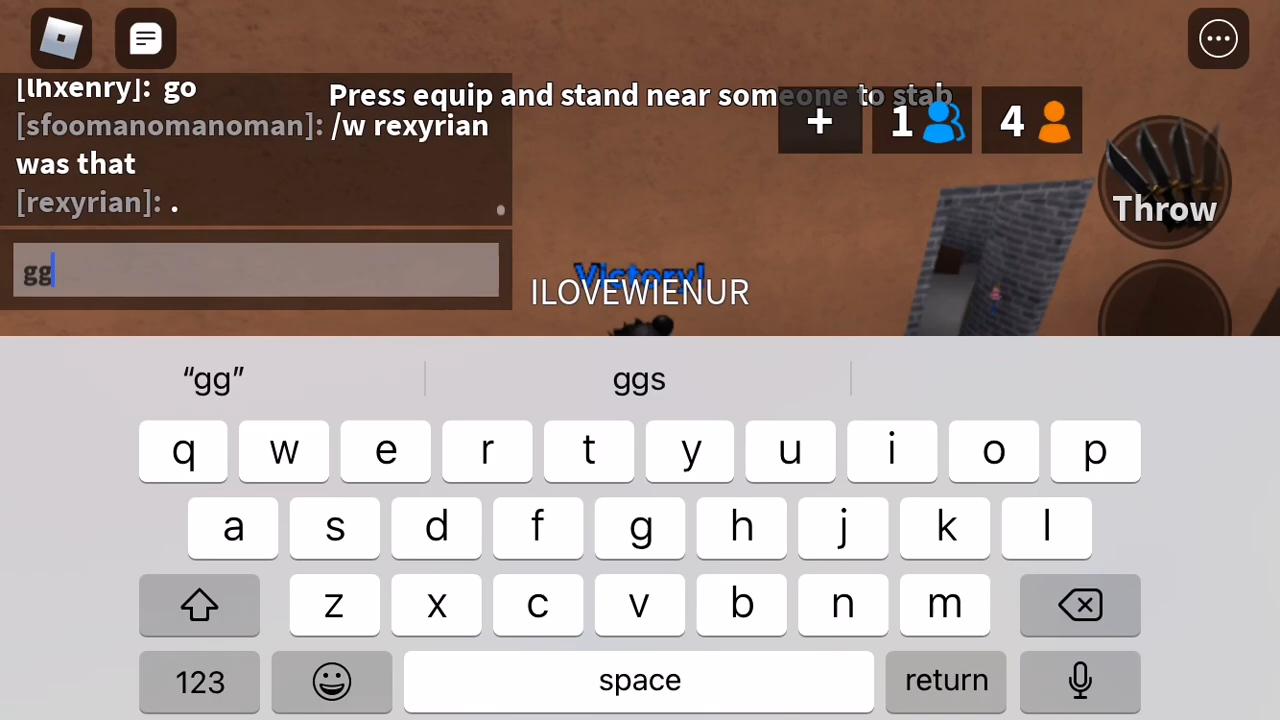 [lhxenry]: go
Press equip and stand near someone to stab
[sfoomanomanoman]: /w rexyrian
was that
[rexyrian]: .
+
1
4
Throw
gg
Victory!
ILOVEWIENUR
“gg”
ggs
q w e r t y u i o p
a s d f g h j k l
z x c v b n m
123
space
return